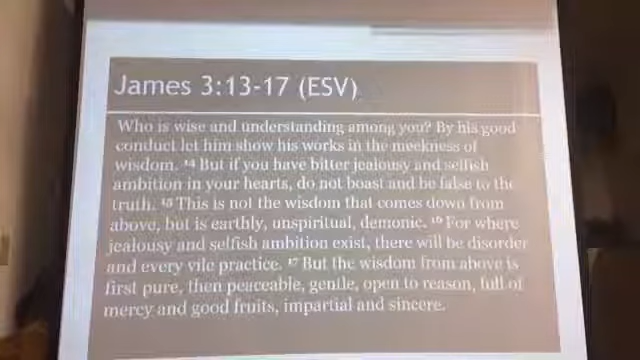 James 3:13-17 (ESV)
Who is wise and understanding among you? By his good
conduct let him show his works in the meekness of
wisdom. 14 But if you have bitter jealousy and selfish
ambition in your hearts, do not boast and be false to the
truth. 15 This is not the wisdom that comes down from
above, but is earthly, unspiritual, demonic. 16 For where
jealousy and selfish ambition exist, there will be disorder
and every vile practice. 17 But the wisdom from above is
first pure, then peaceable, gentle, open to reason, full of
mercy and good fruits, impartial and sincere.